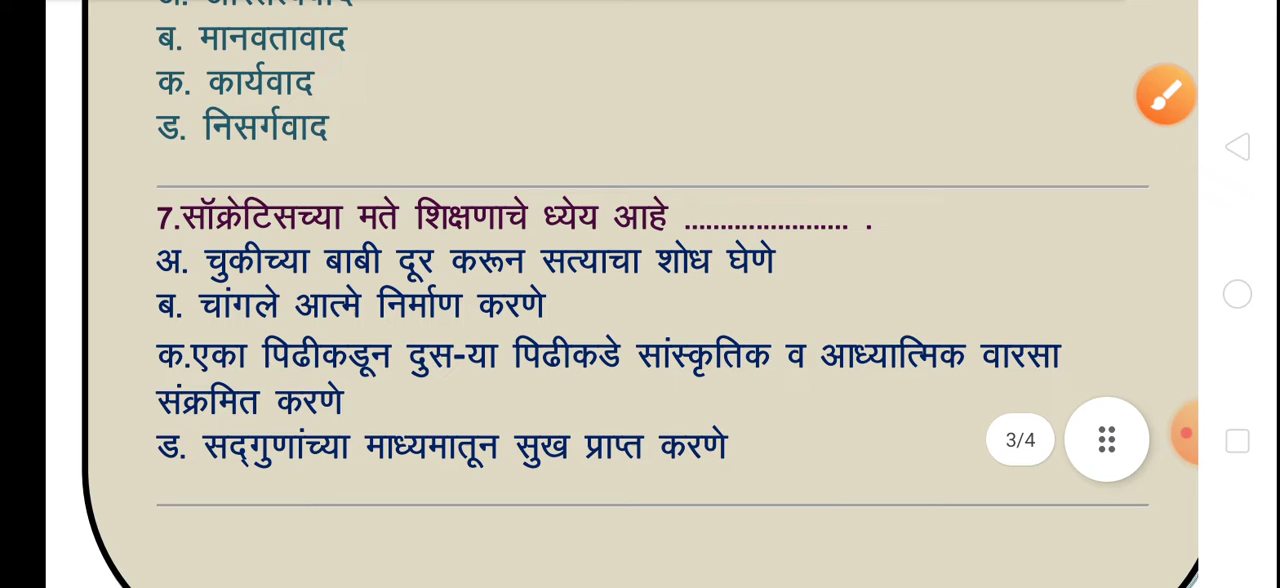 ब. मानवतावाद
क. कार्यवाद
ड. निसर्गवाद
7.सॉक्रेटिसच्या मते शिक्षणाचे ध्येय आहे ....................... .
अ. चुकीच्या बाबी दूर करून सत्याचा शोध घेणे
ब. चांगले आत्मे निर्माण करणे
क.एका पिढीकडून दुस-या पिढीकडे सांस्कृतिक व आध्यात्मिक वारसा
संक्रमित करणे
ड. सद्‌गुणांच्या माध्यमातून सुख प्राप्त करणे
3/4